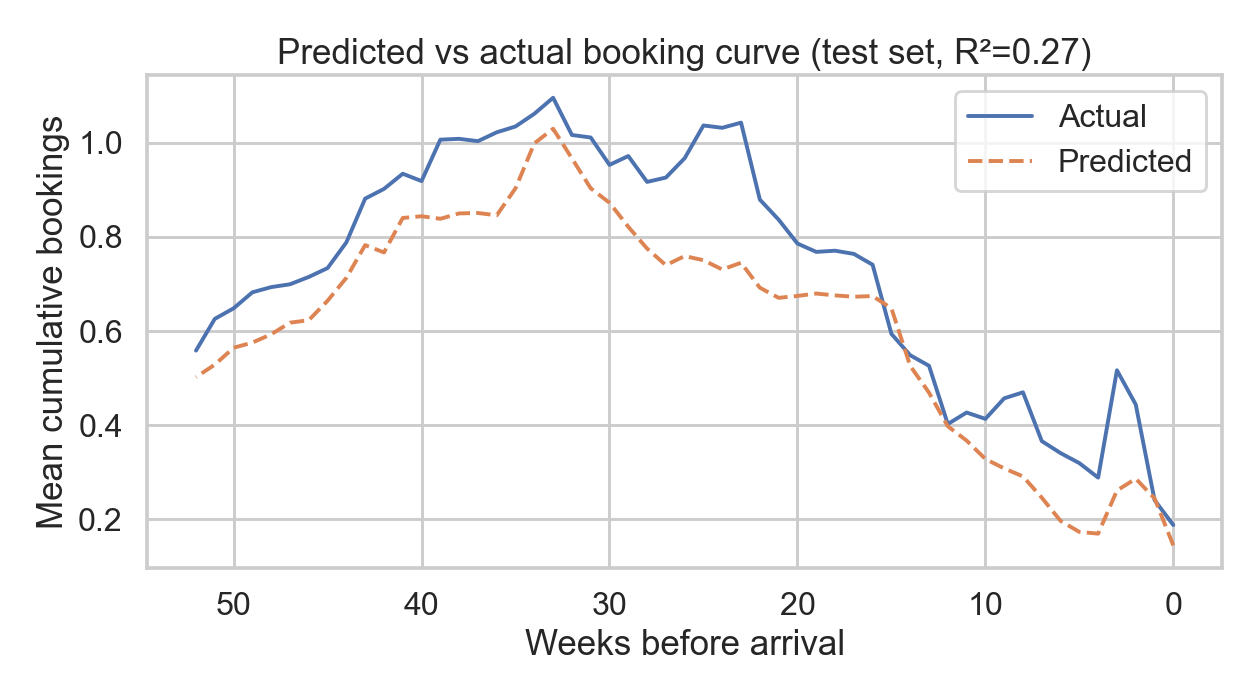 Predicted vs actual booking curve (test set, R²=0.27)
Mean cumulative bookings
1.0
0.8
0.6
0.4
0.2
Actual
Predicted
50 40 30 20 10 0
Weeks before arrival